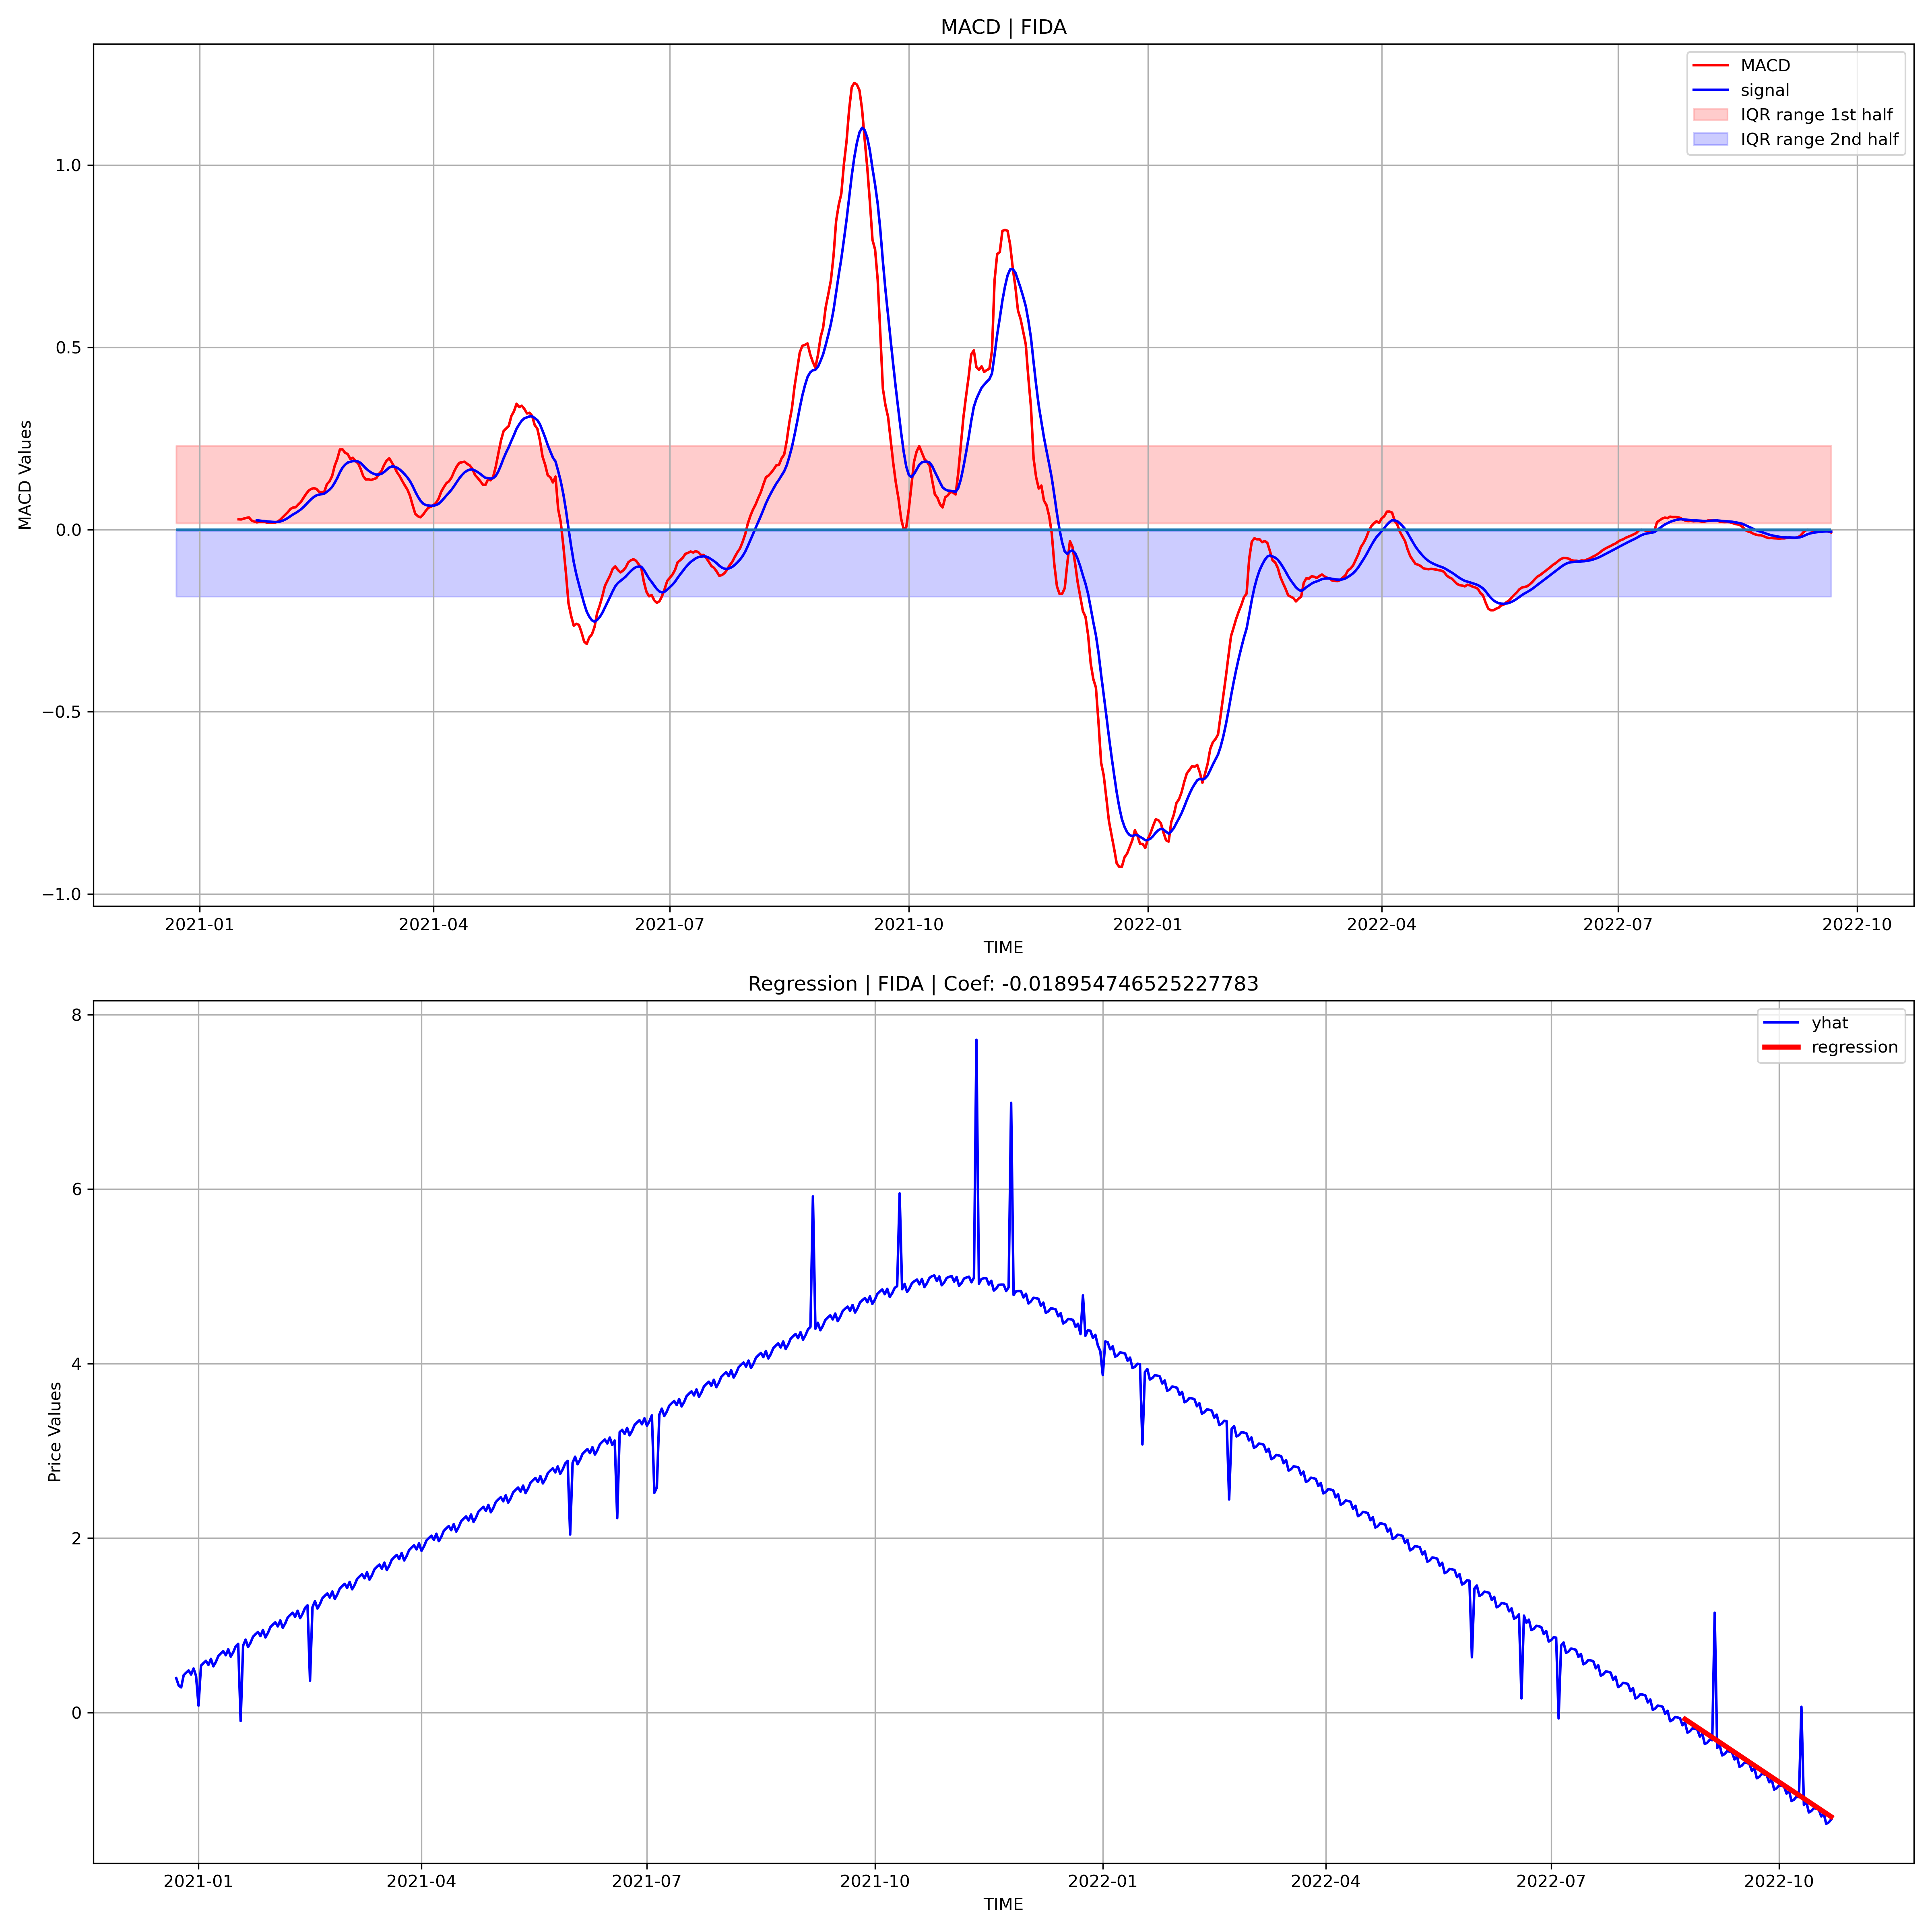 MACD | FIDA
MACD
signal
IQR range 1st half
IQR range 2nd half
MACD Values
1.0
0.5
0.0
−0.5
−1.0
2021-01 2021-04 2021-07 2021-10 2022-01 2022-04 2022-07 2022-10
TIME
Regression | FIDA | Coef: -0.018954746525227783
yhat
regression
Price Values
8
6
4
2
0
2021-01 2021-04 2021-07 2021-10 2022-01 2022-04 2022-07 2022-10
TIME